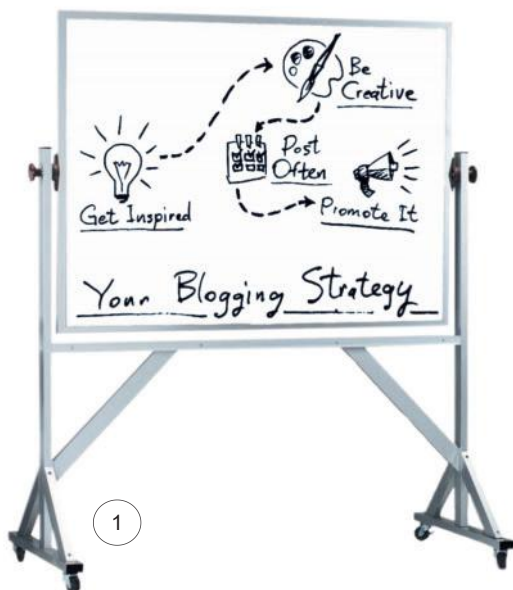 Be
Creative
Post
Often
Get Inspired
Promote It
Your Blogging Strategy
1